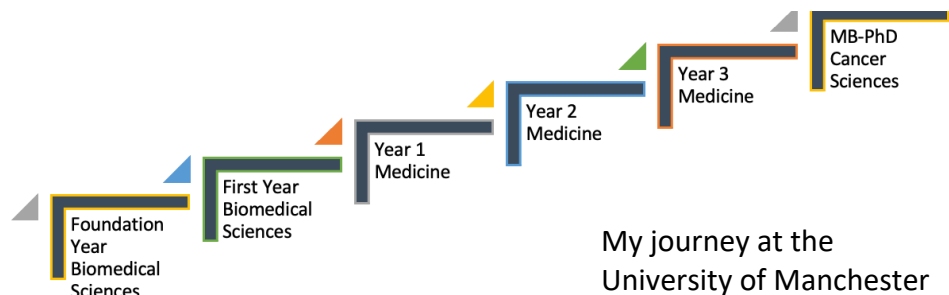 Foundation
Year
Biomedical
Sciences
First Year
Biomedical
Sciences
Year 1
Medicine
Year 2
Medicine
Year 3
Medicine
MB-PhD
Cancer
Sciences
My journey at the
University of Manchester